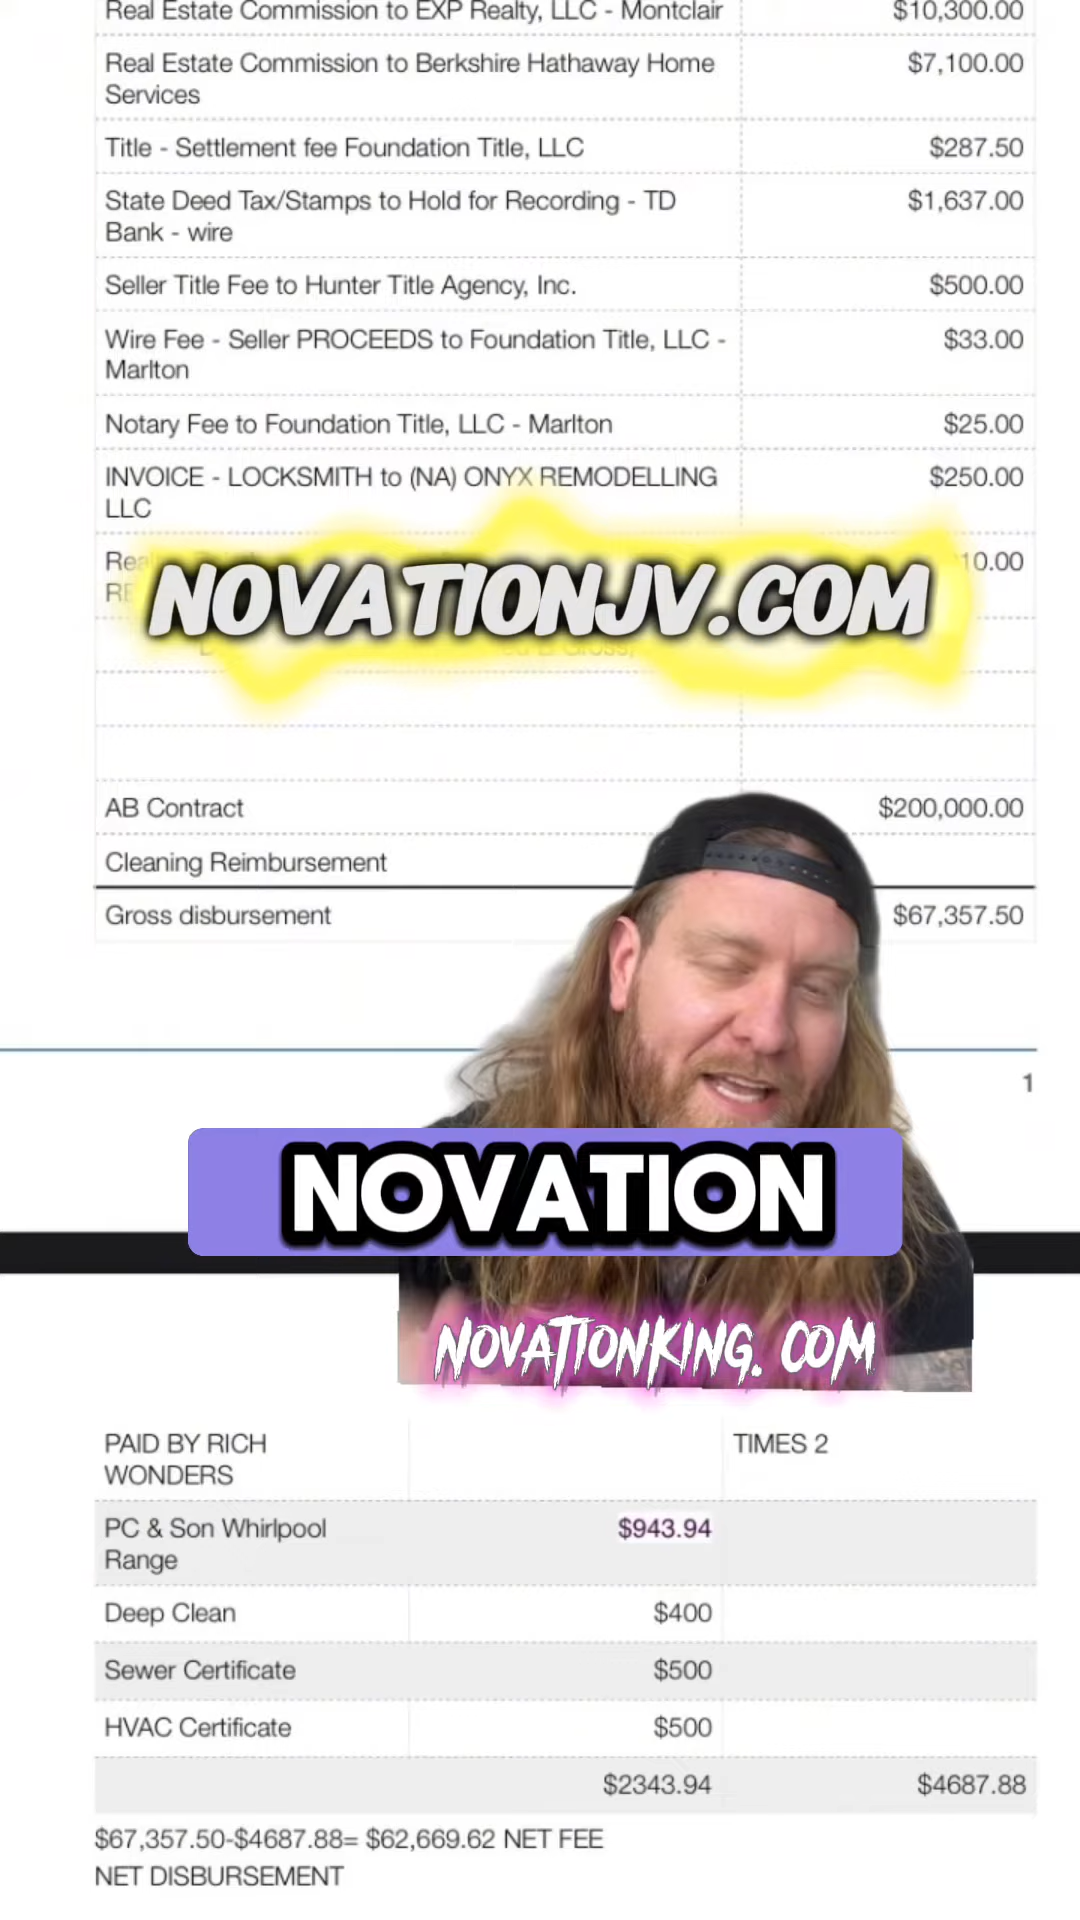 Real Estate Commission to EXP Realty, LLC - Montclair $10,300.00
Real Estate Commission to Berkshire Hathaway Home $7,100.00
Services
Title - Settlement fee Foundation Title, LLC $287.50
State Deed Tax/Stamps to Hold for Recording - TD $1,637.00
Bank - wire
Seller Title Fee to Hunter Title Agency, Inc. $500.00
Wire Fee - Seller PROCEEDS to Foundation Title, LLC - $33.00
Marlton
Notary Fee to Foundation Title, LLC - Marlton $25.00
INVOICE - LOCKSMITH to (NA) ONYX REMODELLING $250.00
LLC
NOVATIONJV.COM
AB Contract $200,000.00
Cleaning Reimbursement
Gross disbursement $67,357.50
1
NOVATION
NOVATIONKING. COM
PAID BY RICH TIMES 2
WONDERS
PC & Son Whirlpool $943.94
Range
Deep Clean $400
Sewer Certificate $500
HVAC Certificate $500
$2343.94 $4687.88
$67,357.50-$4687.88= $62,669.62 NET FEE
NET DISBURSEMENT